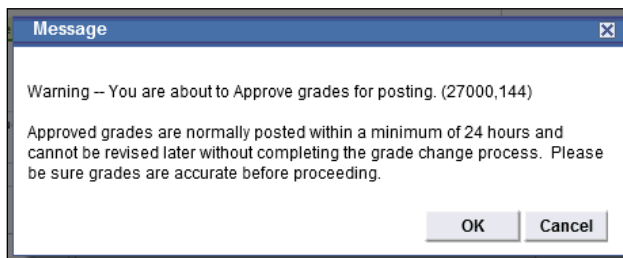 Message
Warning -- You are about to Approve grades for posting. (27000,144)
Approved grades are normally posted within a minimum of 24 hours and
cannot be revised later without completing the grade change process.  Please
be sure grades are accurate before proceeding.
OK
Cancel